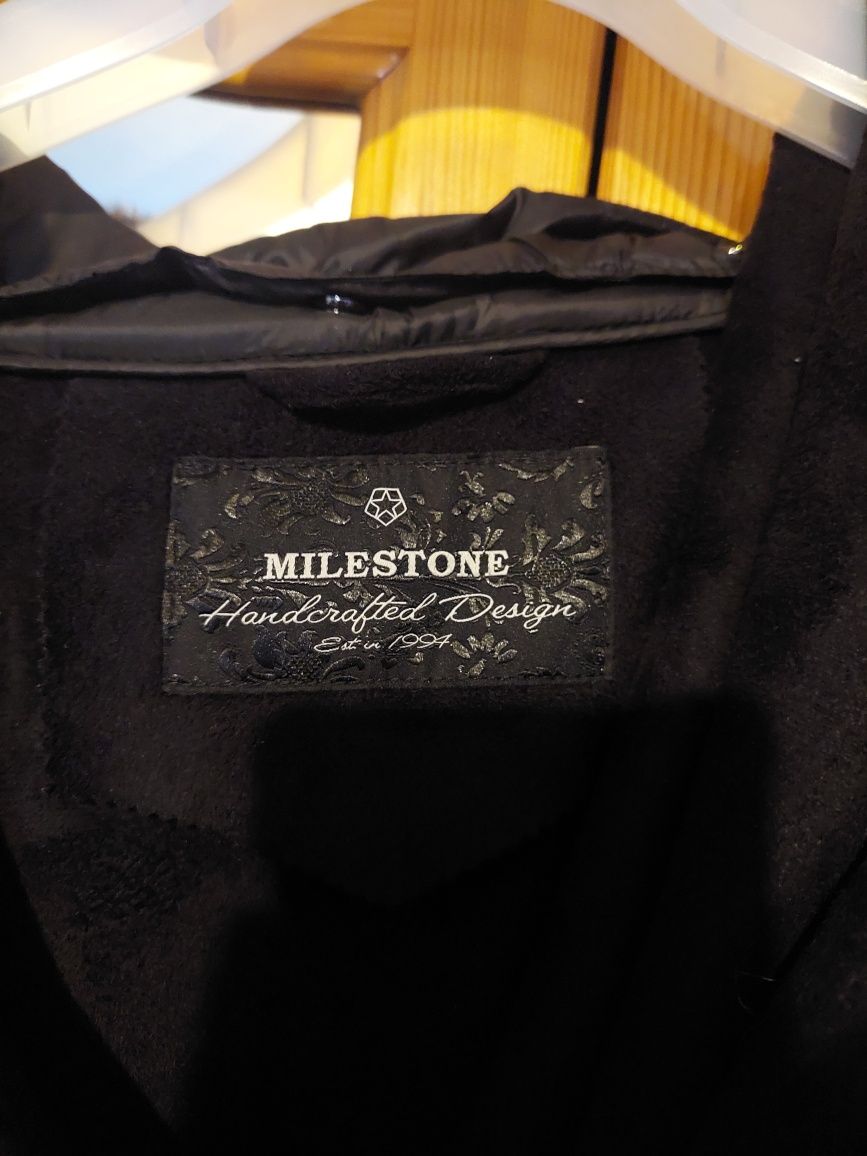 MILESTONE
Handcrafted Design
Est. in 1994